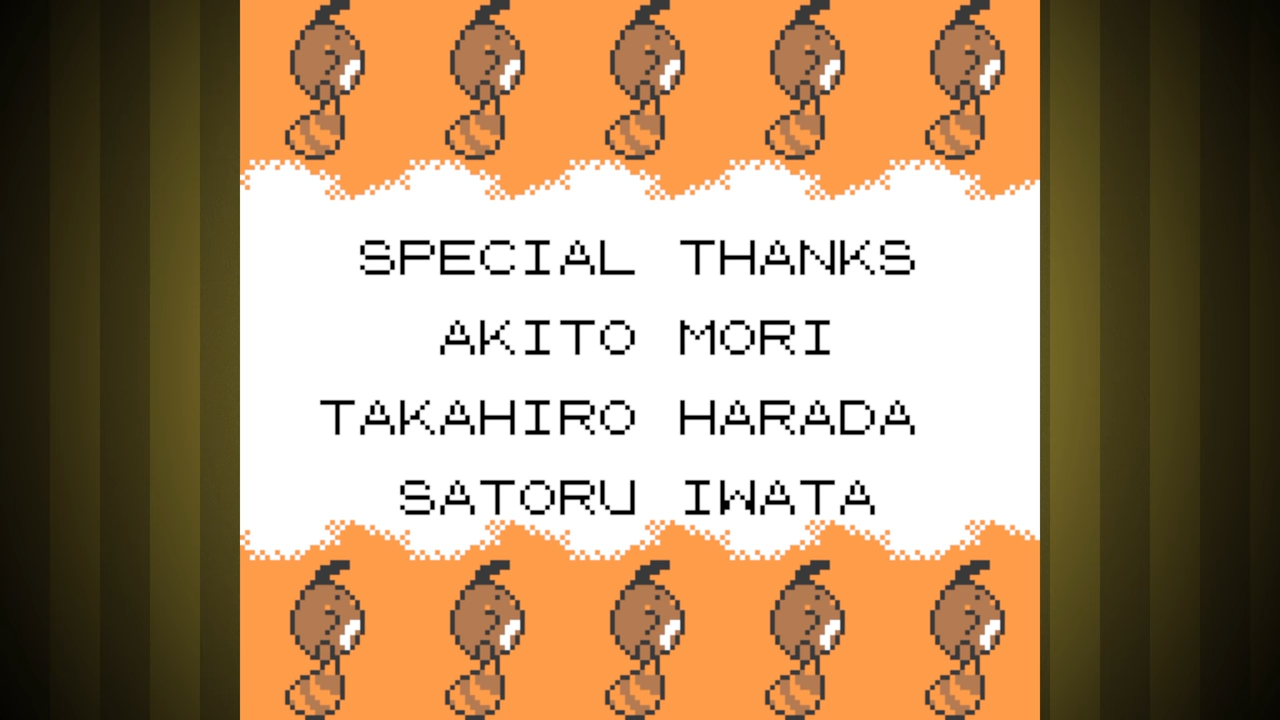 SPECIAL THANKS
AKITO MORI
TAKAHIRO HARADA
SATORU IWATA